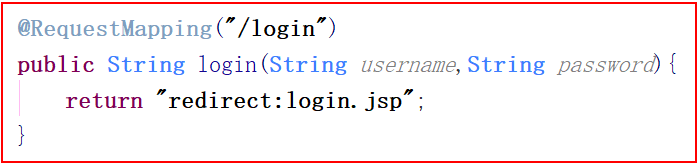 @RequestMapping("/login")
public String login(String username,String password){
return "redirect:login.jsp";
}